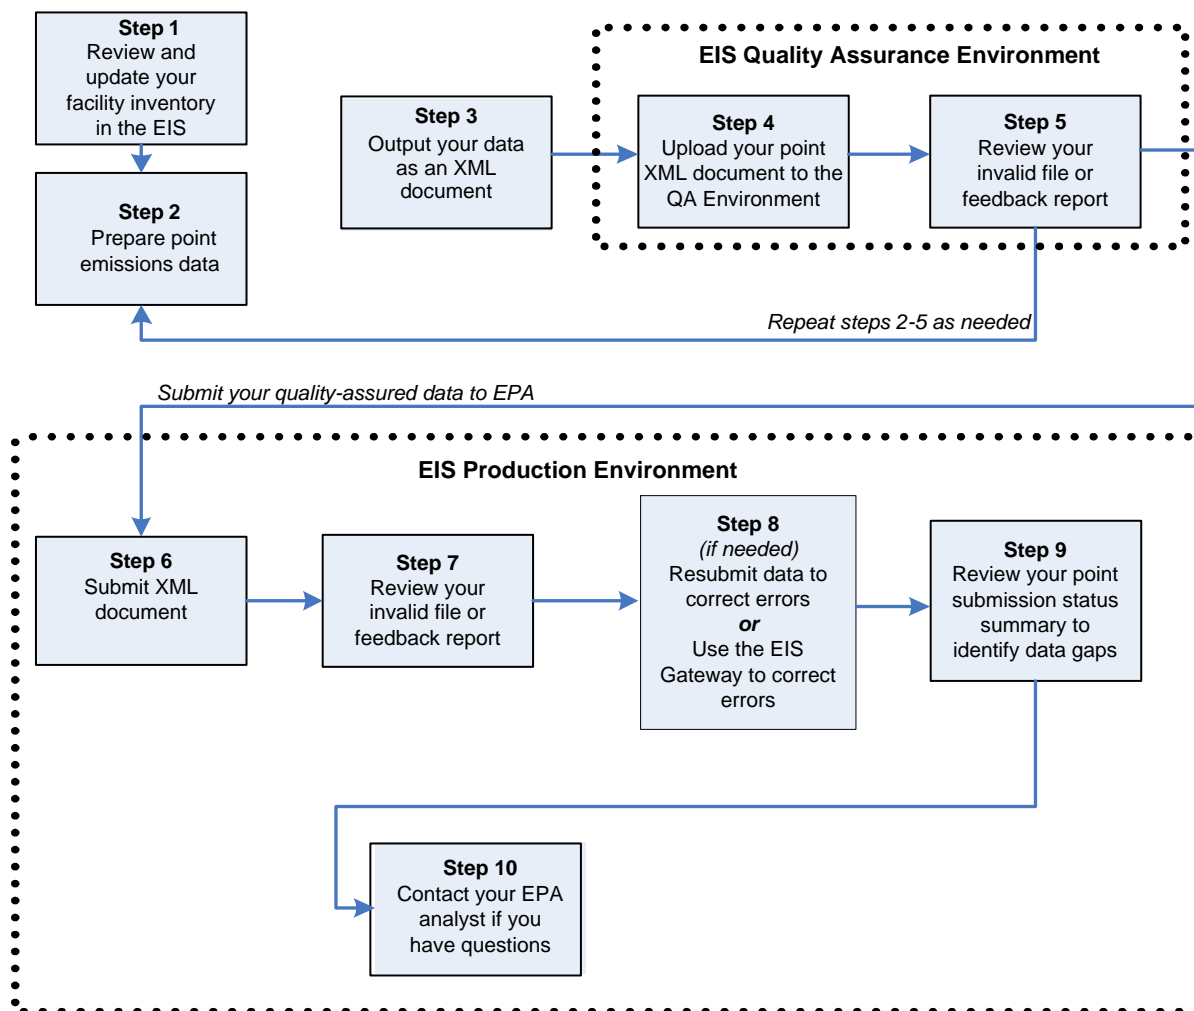 Step 1
Review and
update your
facility inventory
in the EIS
Step 2
Prepare point
emissions data
Step 3
Output your data
as an XML
document
EIS Quality Assurance Environment
Step 4
Upload your point
XML document to the
QA Environment
Step 5
Review your
invalid file or
feedback report
Repeat steps 2-5 as needed
Submit your quality-assured data to EPA
EIS Production Environment
Step 6
Submit XML
document
Step 7
Review your
invalid file or
feedback report
Step 8
(if needed)
Resubmit data to
correct errors
or
Use the EIS
Gateway to correct
errors
Step 9
Review your point
submission status
summary to
identify data gaps
Step 10
Contact your EPA
analyst if you
have questions